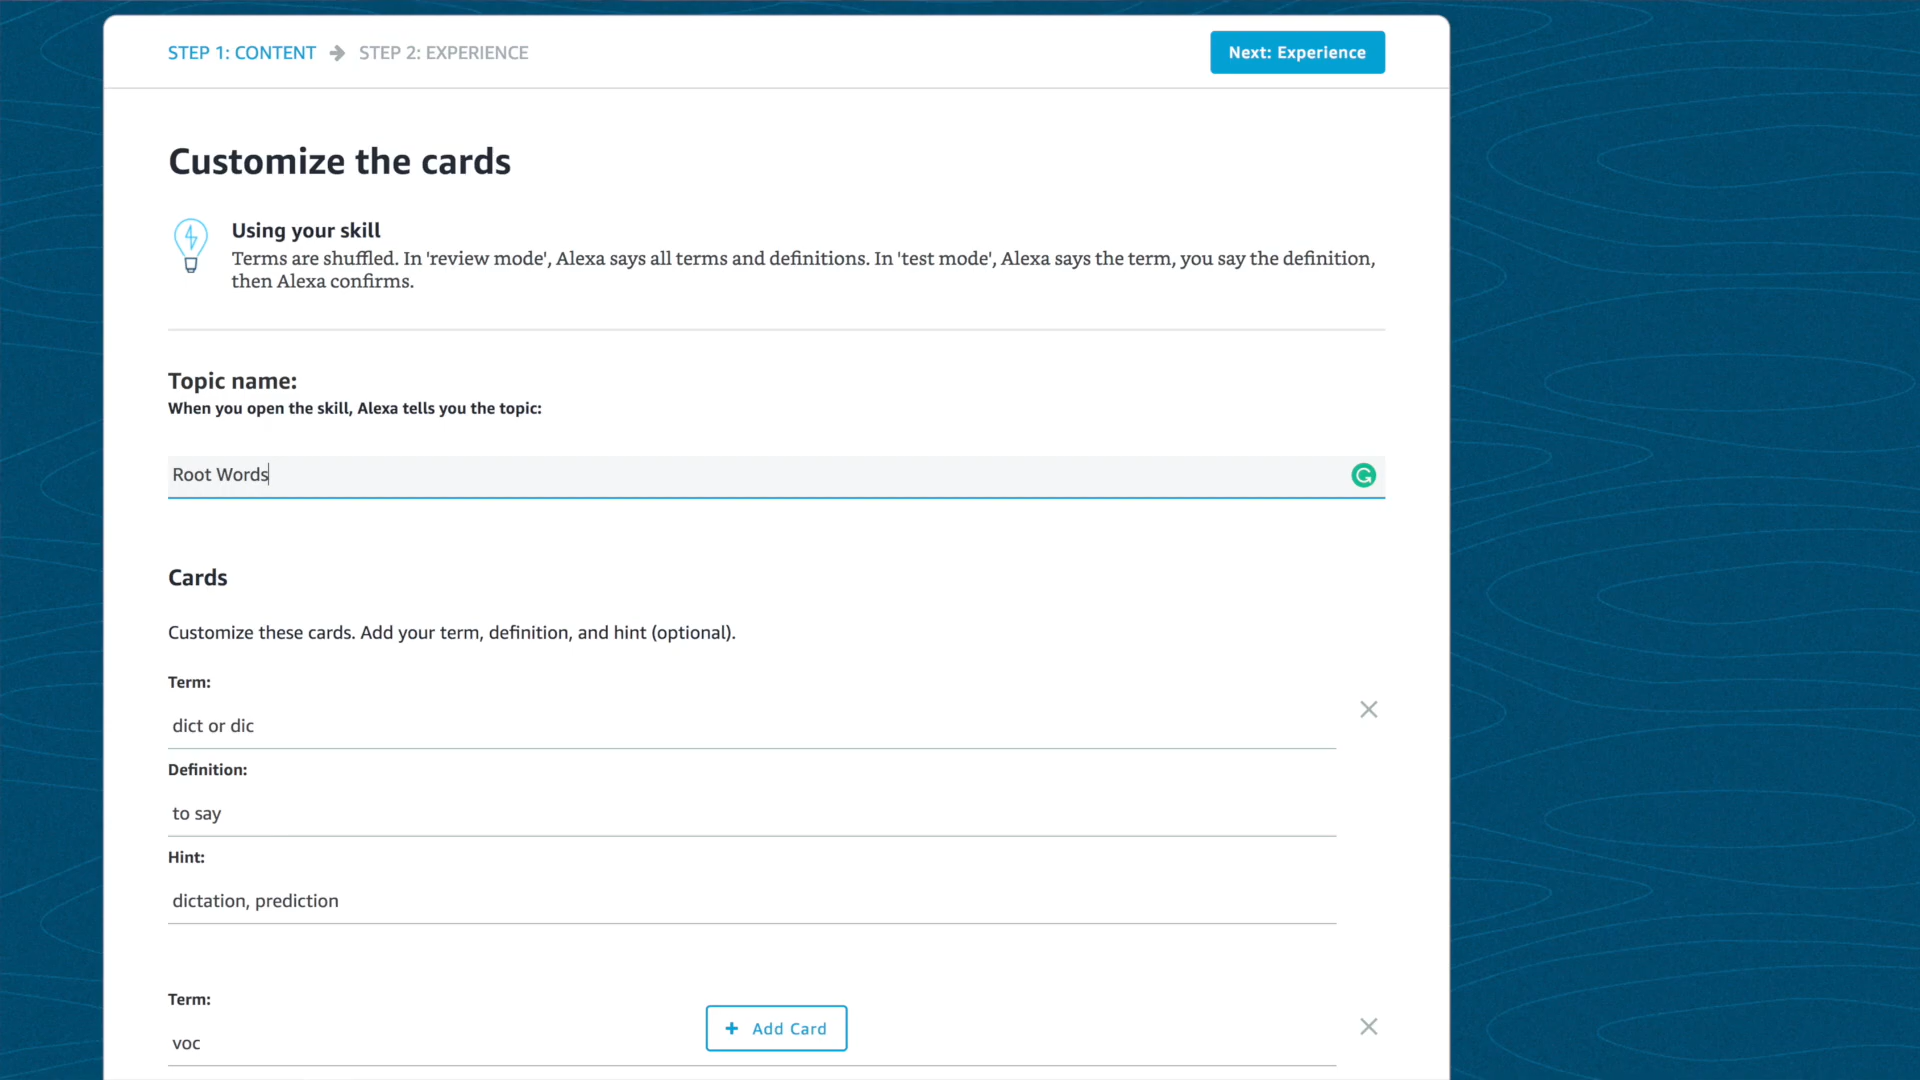 STEP 1: CONTENT → STEP 2: EXPERIENCE
Next: Experience
Customize the cards
Using your skill
Terms are shuffled. In 'review mode', Alexa says all terms and definitions. In 'test mode', Alexa says the term, you say the definition,
then Alexa confirms.
Topic name:
When you open the skill, Alexa tells you the topic:
Root Words
Cards
Customize these cards. Add your term, definition, and hint (optional).
Term:
dict or dic
Definition:
to say
Hint:
dictation, prediction
Term:
+ Add Card
voc